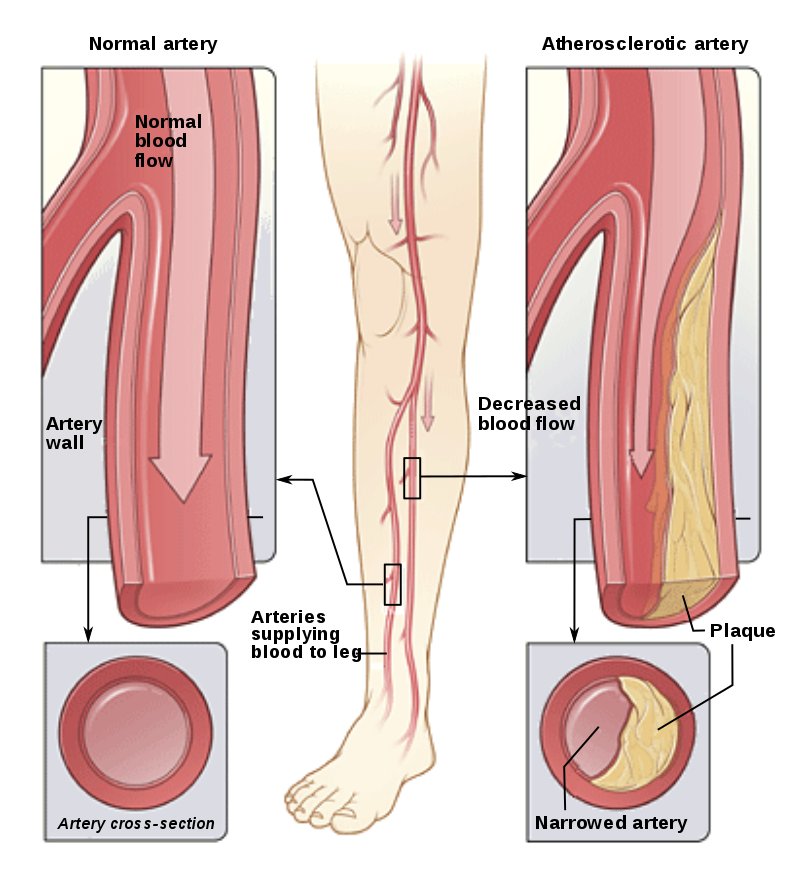 Normal artery
Atherosclerotic artery
Normal
blood
flow
Artery
wall
Decreased
blood flow
Arteries
supplying
blood to leg
Plaque
Artery cross-section
Narrowed artery